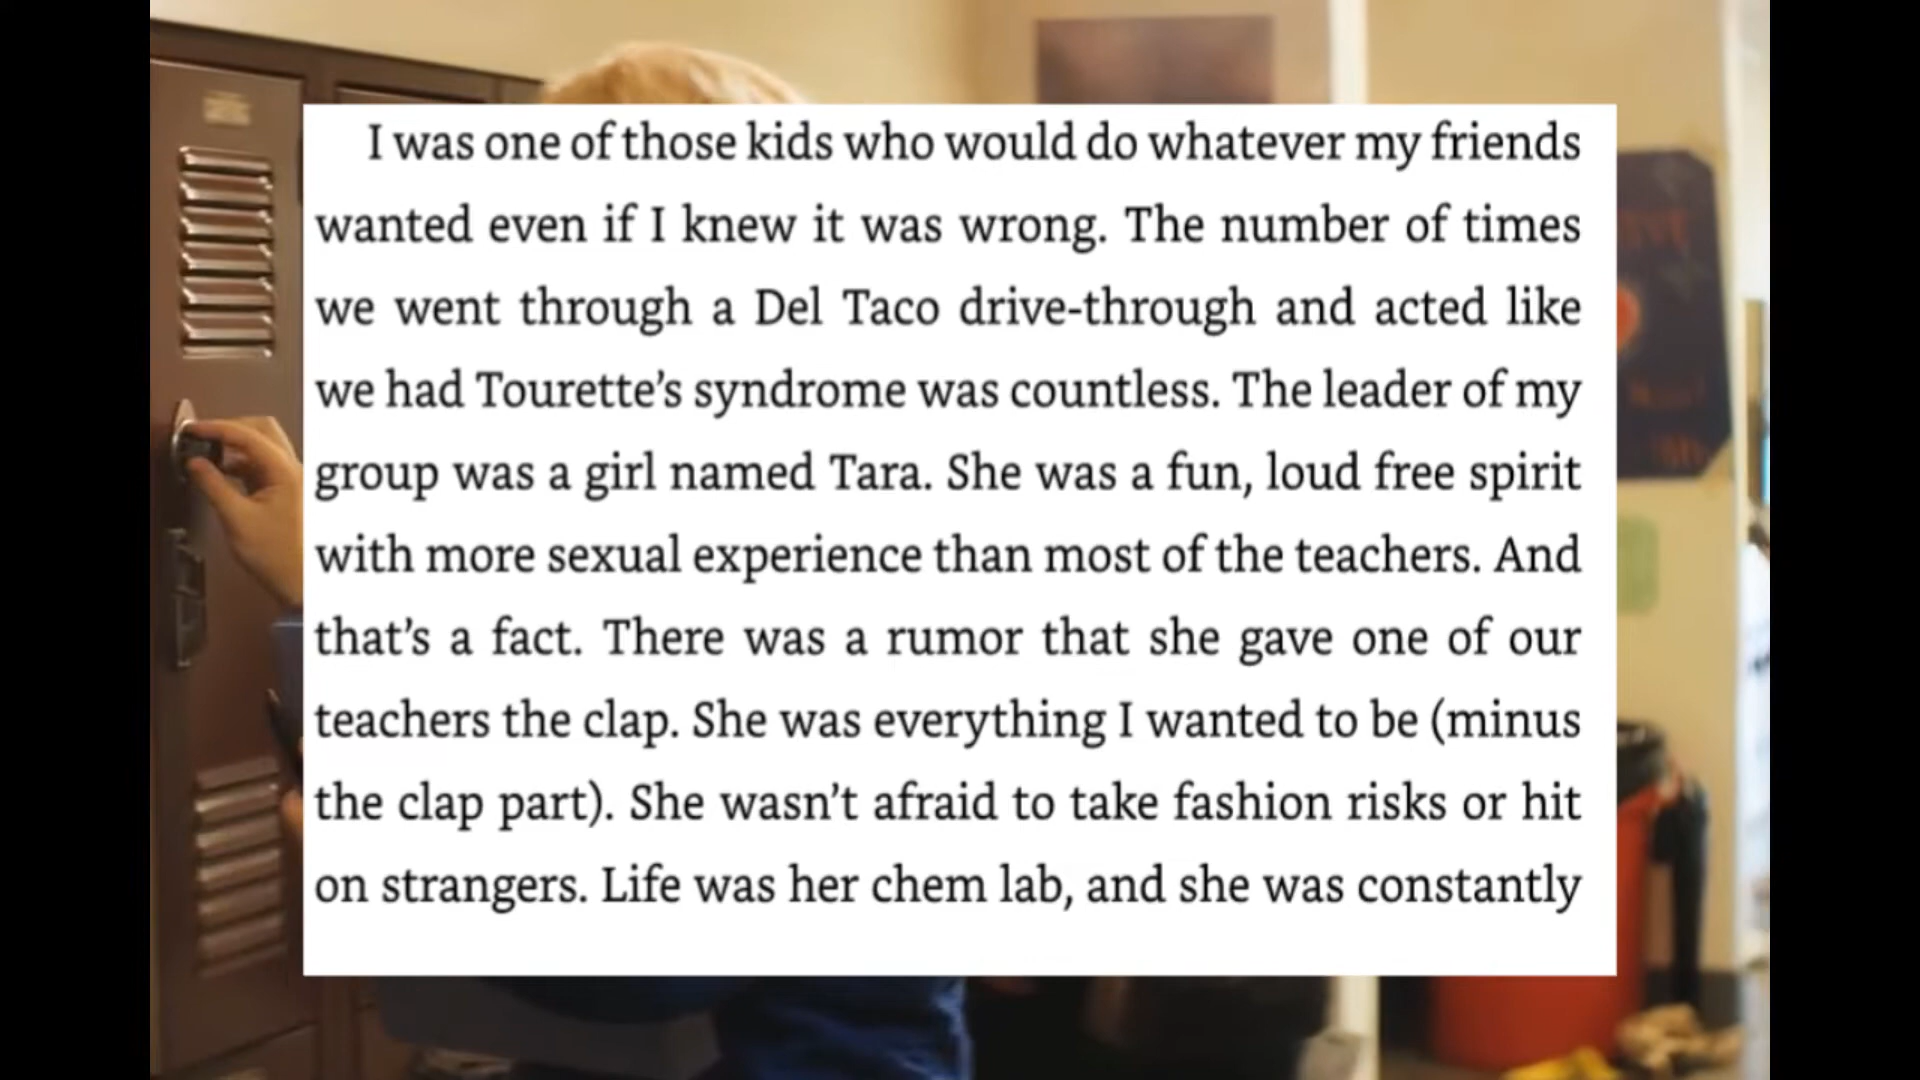 I was one of those kids who would do whatever my friends
wanted even if I knew it was wrong. The number of times
we went through a Del Taco drive-through and acted like
we had Tourette’s syndrome was countless. The leader of my
group was a girl named Tara. She was a fun, loud free spirit
with more sexual experience than most of the teachers. And
that’s a fact. There was a rumor that she gave one of our
teachers the clap. She was everything I wanted to be (minus
the clap part). She wasn’t afraid to take fashion risks or hit
on strangers. Life was her chem lab, and she was constantly